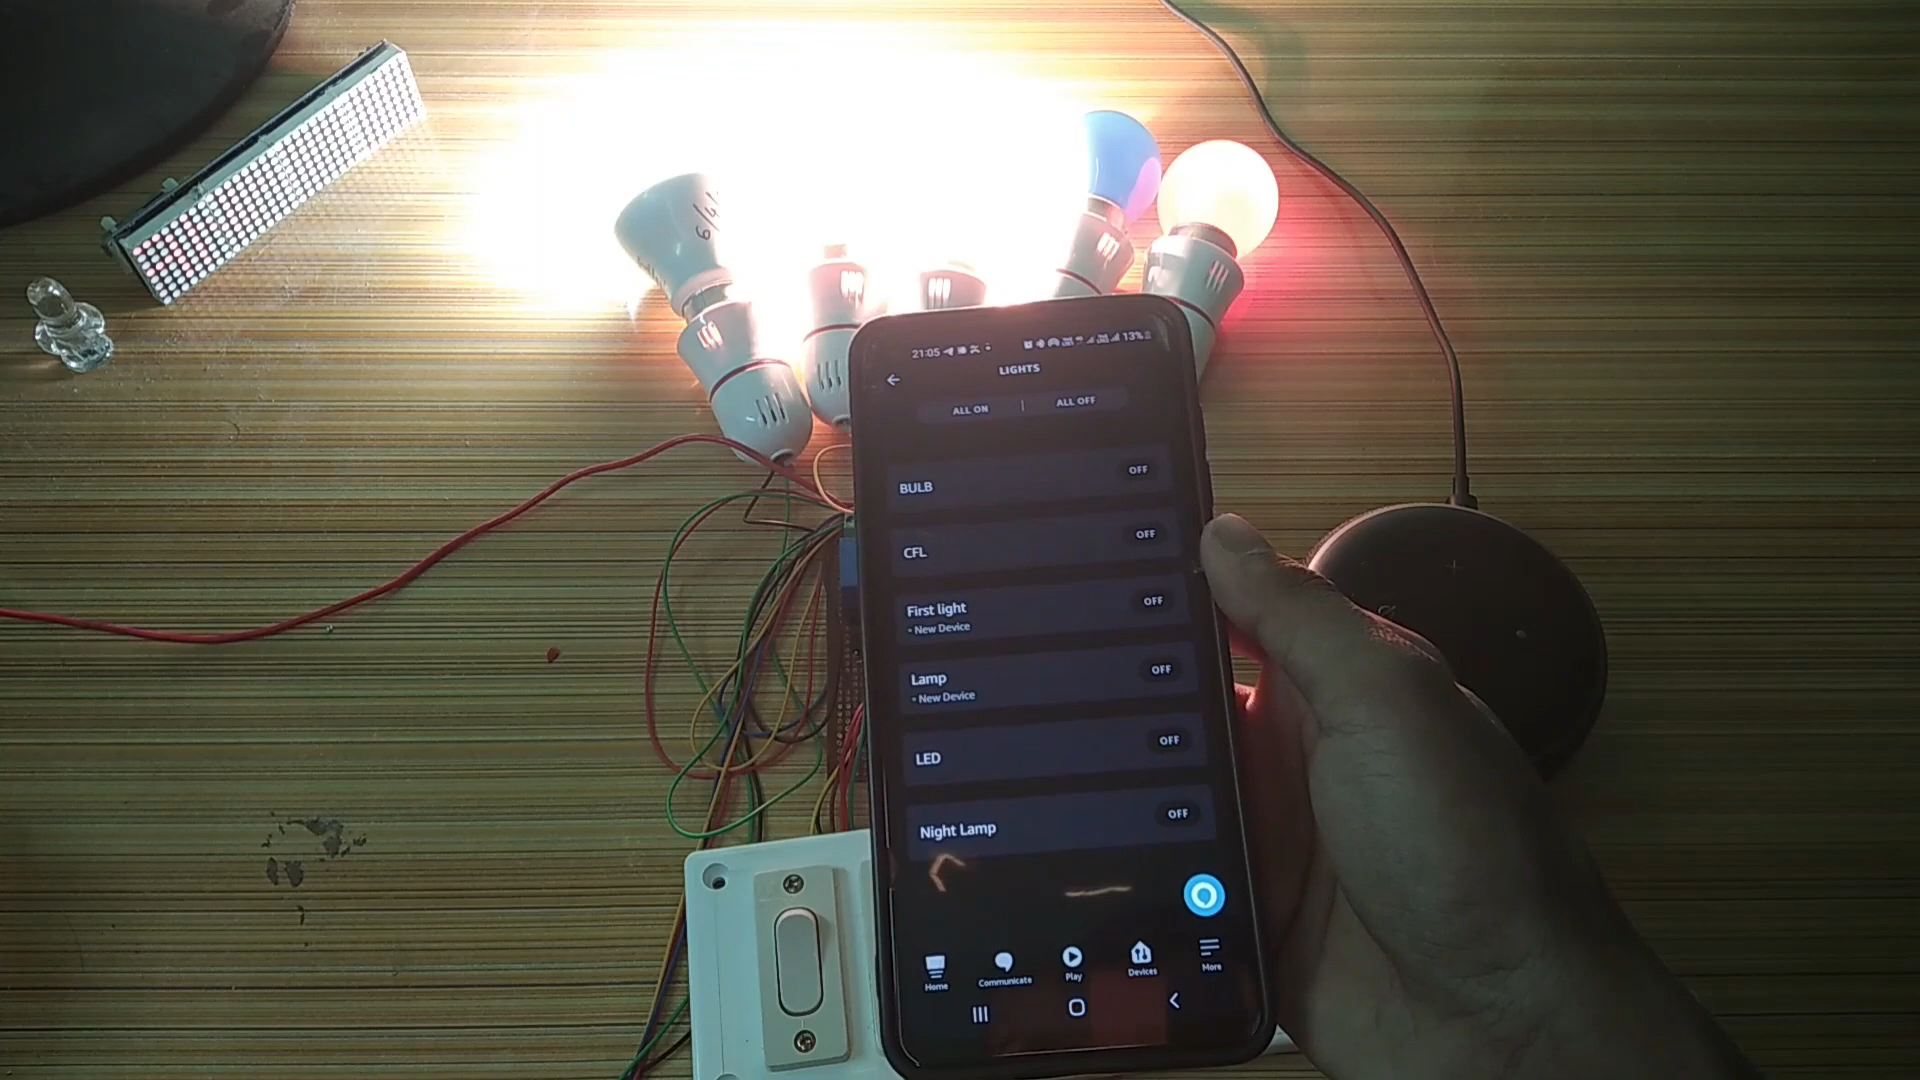 21:05 13%
LIGHTS
ALL ON | ALL OFF
BULB OFF
CFL OFF
First light OFF
• New Device
Lamp OFF
• New Device
LED OFF
Night Lamp OFF
Home Communicate Play Devices More